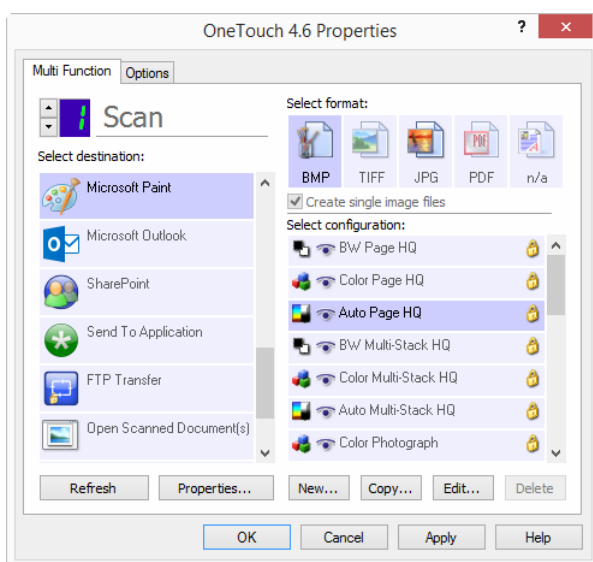 OneTouch 4.6 Properties
? ×
Multi Function Options
1 Scan
Select destination:
Microsoft Paint
Microsoft Outlook
SharePoint
Send To Application
FTP Transfer
Open Scanned Document(s)
Refresh Properties...
Select format:
BMP TIFF JPG PDF n/a
Create single image files
Select configuration:
BW Page HQ
Color Page HQ
Auto Page HQ
BW Multi-Stack HQ
Color Multi-Stack HQ
Auto Multi-Stack HQ
Color Photograph
New... Copy... Edit... Delete
OK Cancel Apply Help